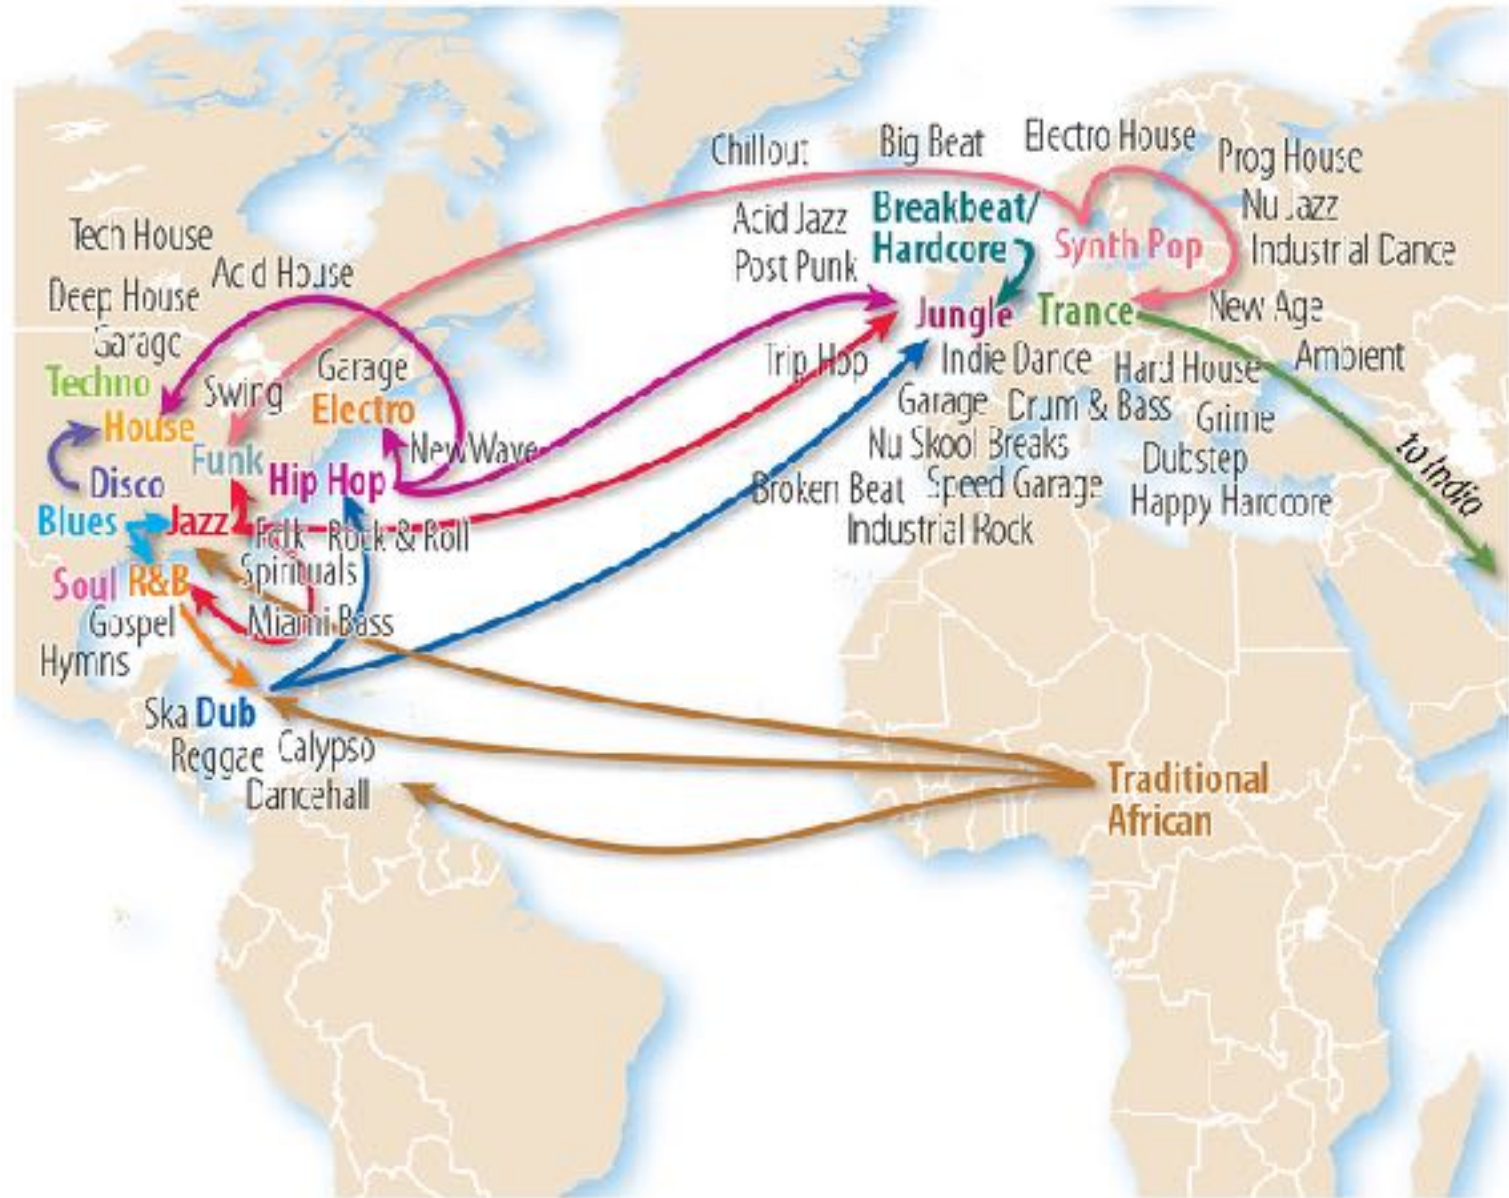 Chillout
Big Beat
Electro House
Prog House
Acid Jazz
Breakbeat/
Hardcore
Nu Jazz
Post Punk
Synth Pop
Industrial Dance
Tech House
Acid House
Deep House
Garage
Jungle
Trance
New Age
Techno
Swing
Garage
Trip Hop
Indie Dance
Hard House
Ambient
House
Electro
Garage
Drum & Bass
Grime
Funk
New Wave
Nu Skool Breaks
Dubstep
to India
Disco
Hip Hop
Broken Beat
Speed Garage
Happy Hardcore
Blues
Jazz
Folk
Rock & Roll
Industrial Rock
Soul
R&B
Spirituals
Gospel
Miami Bass
Hymns
Ska
Dub
Reggae
Calypso
Dancehall
Traditional
African